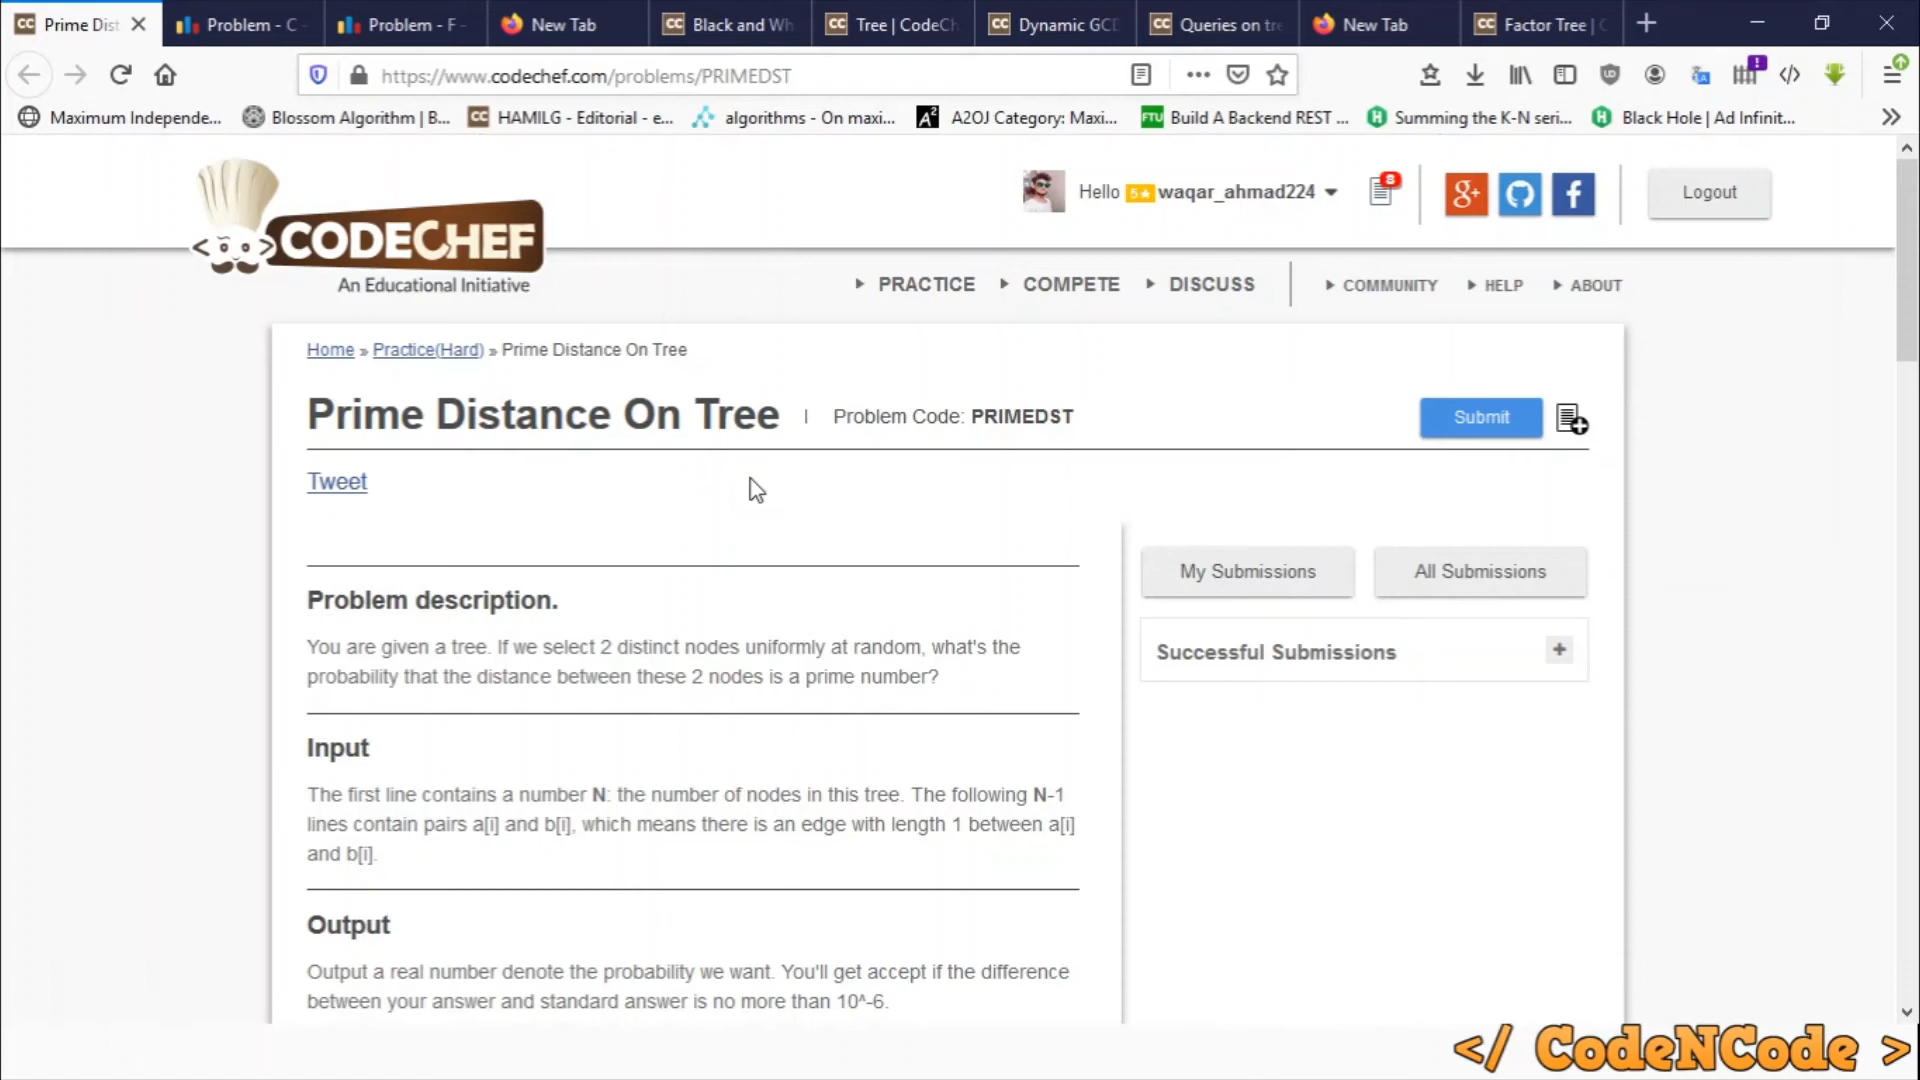 Prime Dist
Problem - C -
Problem - F -
New Tab
Black and Wh
Tree | CodeCh
Dynamic GCD
Queries on tre
New Tab
Factor Tree | C
https://www.codechef.com/problems/PRIMEDST
Maximum Independe...
Blossom Algorithm | B...
HAMILG - Editorial - e...
algorithms - On maxi...
A2OJ Category: Maxi...
FTU Build A Backend REST ...
Summing the K-N seri...
Black Hole | Ad Infinit...
CODECHEF
An Educational Initiative
Hello 5★ waqar_ahmad224
8
Logout
PRACTICE
COMPETE
DISCUSS
COMMUNITY
HELP
ABOUT
Home » Practice(Hard) » Prime Distance On Tree
Prime Distance On Tree | Problem Code: PRIMEDST
Submit
Tweet
My Submissions
All Submissions
Successful Submissions
Problem description.
You are given a tree. If we select 2 distinct nodes uniformly at random, what's the
probability that the distance between these 2 nodes is a prime number?
Input
The first line contains a number N: the number of nodes in this tree. The following N-1
lines contain pairs a[i] and b[i], which means there is an edge with length 1 between a[i]
and b[i].
Output
Output a real number denote the probability we want. You'll get accept if the difference
between your answer and standard answer is no more than 10^-6.
</ CodeNCode >